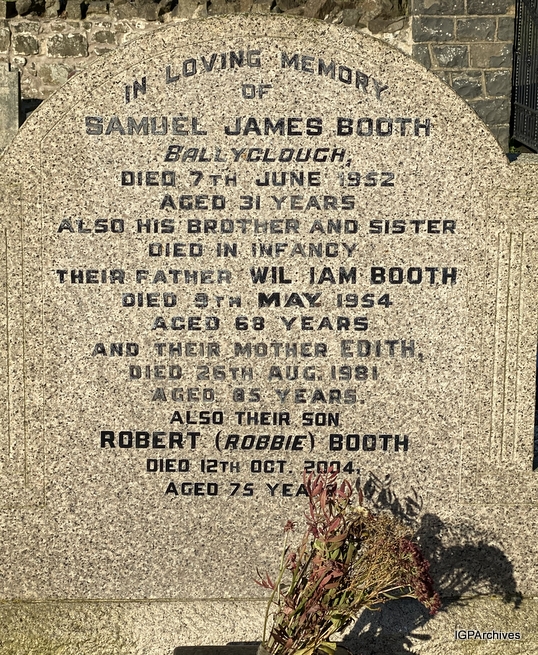 IN LOVING MEMORY
OF
SAMUEL JAMES BOOTH
BALLYCLOUGH,
DIED 7TH JUNE 1952
AGED 31 YEARS
ALSO HIS BROTHER AND SISTER
DIED IN INFANCY
THEIR FATHER WIL IAM BOOTH
DIED 9TH MAY 1954
AGED 68 YEARS
AND THEIR MOTHER EDITH,
DIED 26TH AUG. 1981
AGED 85 YEARS.
ALSO THEIR SON
ROBERT (ROBBIE) BOOTH
DIED 12TH OCT. 2004.
AGED 75 YEAR
IGPArchives